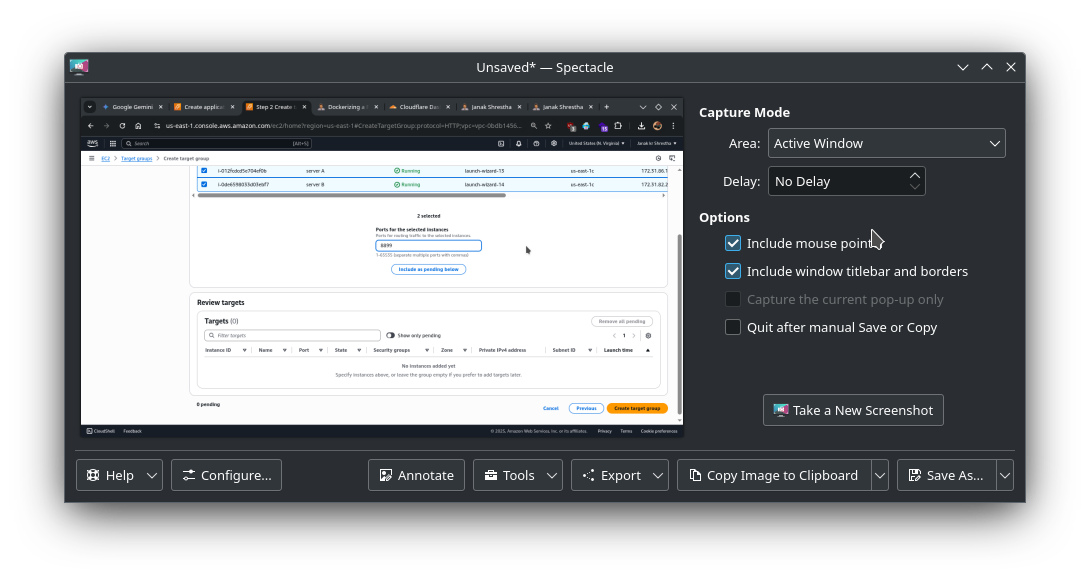 Unsaved* — Spectacle
Google Gemini
Create applic
Step 2 Create
Dockerizing a
Cloudflare Das
Janak Shrestha
Janak Shrestha
us-east-1.console.aws.amazon.com/ec2/home?region=us-east-1#CreateTargetGroup:protocol=HTTP;vpc=vpc-0bdb1456...
aws
Search
[Alt+S]
United States (N. Virginia)
EC2
Target groups
Create target group
server A
Running
launch-wizard-13
us-east-1c
172.31.86.1
i-0de6598033d03ebf7
server B
Running
launch-wizard-14
us-east-1c
172.31.82.2
2 selected
Ports for the selected instances
Ports for routing traffic to the selected instances.
8899
1-65535 (separate multiple ports with commas)
Include as pending below
Review targets
Targets (0)
Remove all pending
Filter targets
Show only pending
1
Instance ID
Name
Port
State
Security groups
Zone
Private IPv4 address
Subnet ID
Launch time
No instances added yet
Specify instances above, or leave the group empty if you prefer to add targets later.
0 pending
Cancel
Previous
Create target group
CloudShell
Feedback
© 2025, Amazon Web Services, Inc. or its affiliates.
Privacy
Terms
Cookie preferences
Capture Mode
Area:
Active Window
Delay:
No Delay
Options
Include mouse point
Include window titlebar and borders
Capture the current pop-up only
Quit after manual Save or Copy
Take a New Screenshot
Help
Configure...
Annotate
Tools
Export
Copy Image to Clipboard
Save As...